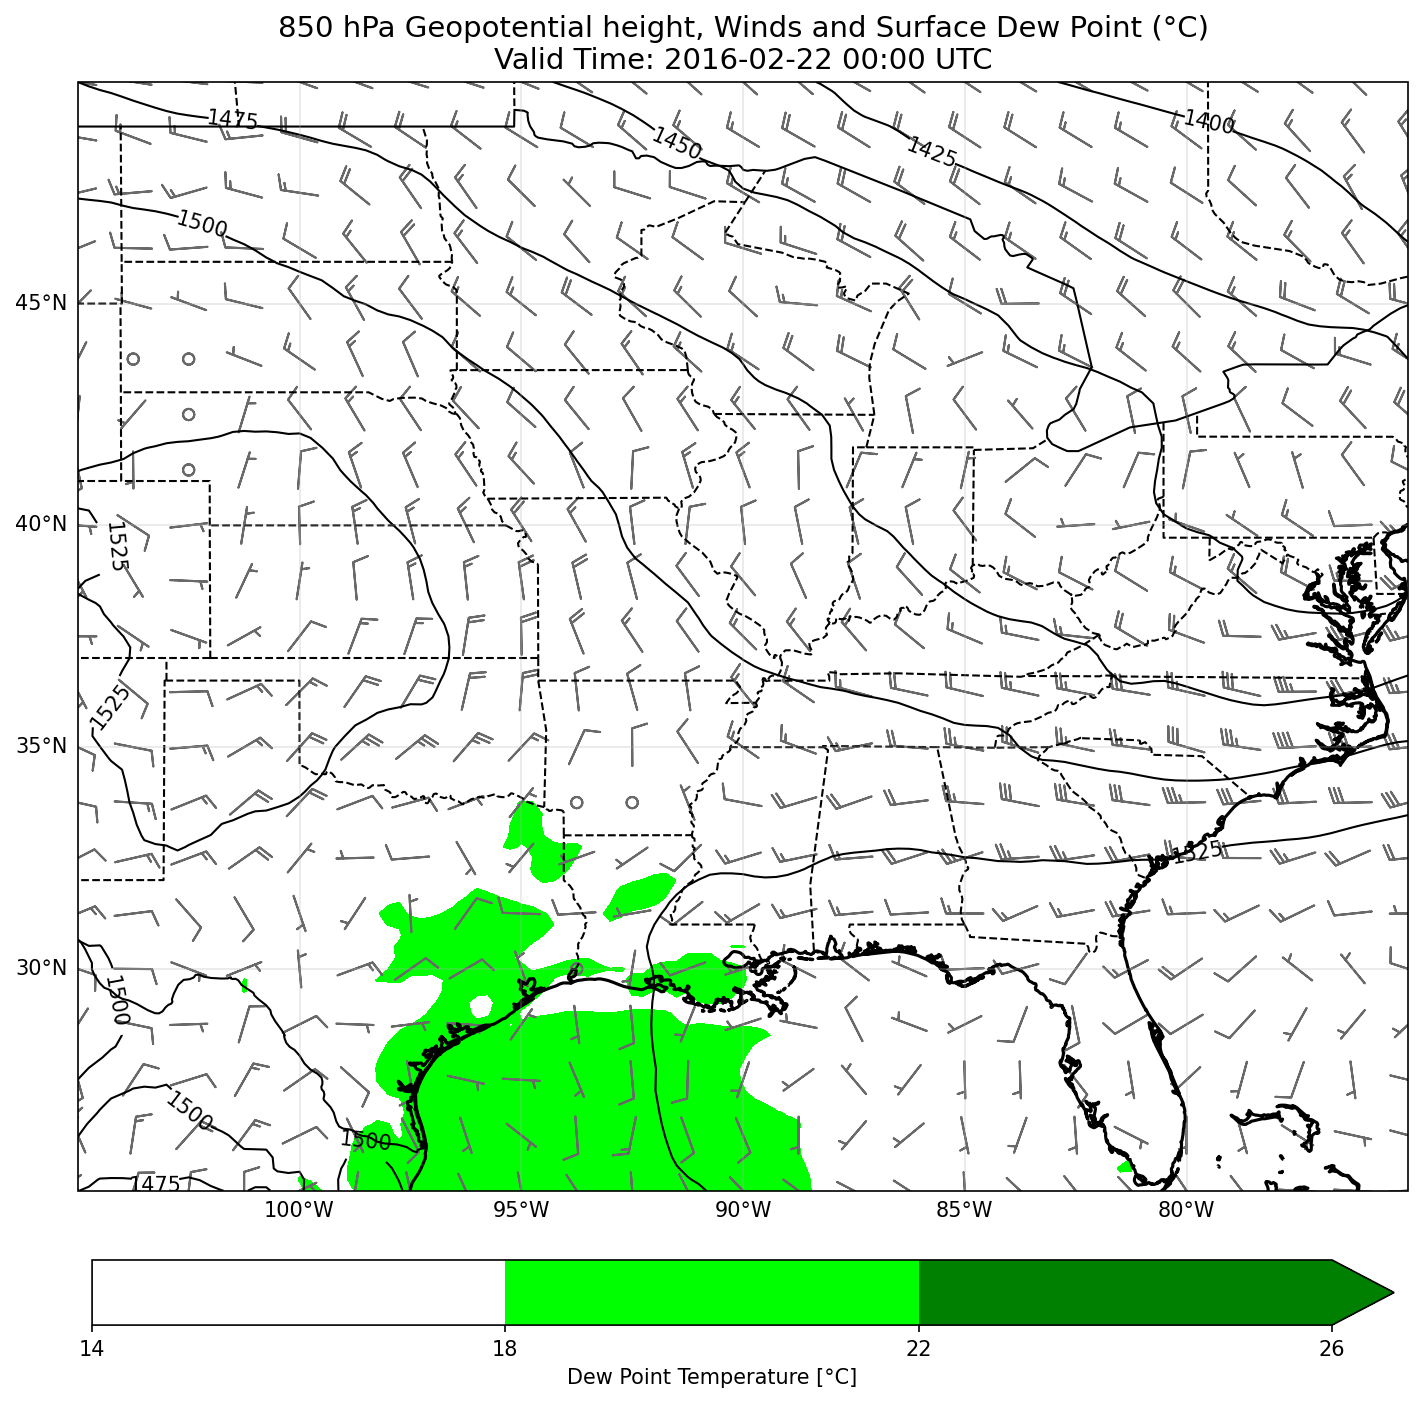 850 hPa Geopotential height, Winds and Surface Dew Point (°C)
Valid Time: 2016-02-22 00:00 UTC
1475
1450
1425
1400
1500
45°N
40°N
1525
1525
35°N
1525
30°N
1500
1500
1500
1475
100°W
95°W
90°W
85°W
80°W
14
18
22
26
Dew Point Temperature [°C]